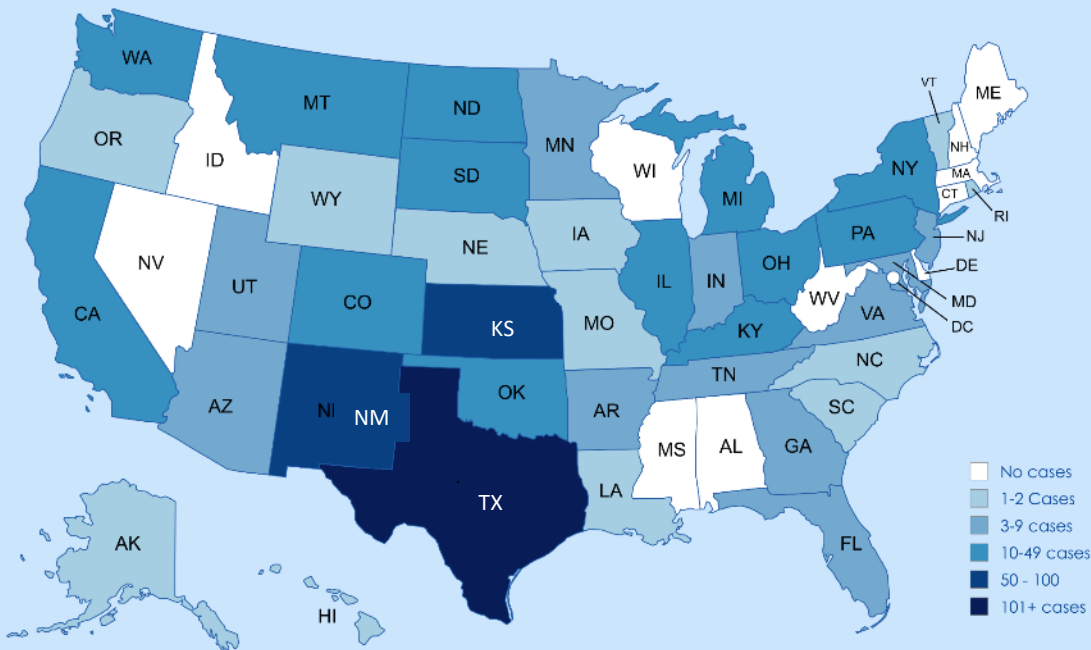 WA
MT
ND
MN
VT
ME
OR
ID
SD
WI
NY
NH
MA
CT
RI
WY
MI
NE
IA
PA
NJ
NV
UT
CO
IL
IN
OH
DE
WV
MD
CA
KS
MO
KY
VA
DC
NC
TN
AZ
NM
OK
AR
SC
MS
AL
GA
TX
LA
FL
AK
HI
No cases
1-2 Cases
3-9 cases
10-49 cases
50 - 100
101+ cases